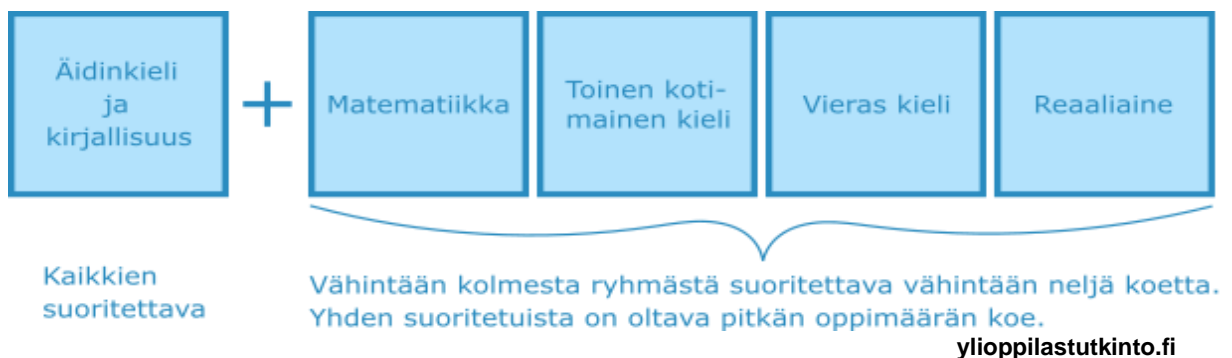 Äidinkieli
ja
kirjallisuus
+
Matematiikka
Toinen koti-
mainen kieli
Vieras kieli
Reaaliaine
Kaikkien
suoritettava
Vähintään kolmesta ryhmästä suoritettava vähintään neljä koetta.
Yhden suoritetuista on oltava pitkän oppimäärän koe.
ylioppilastutkinto.fi